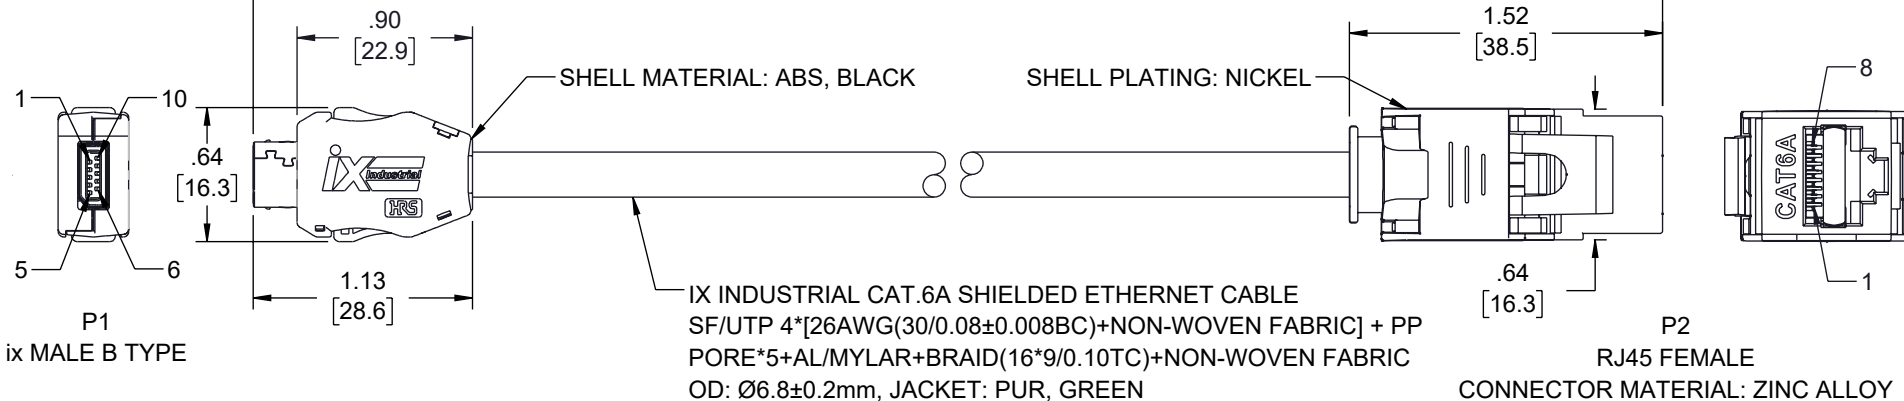 .90
[22.9]
1.52
[38.5]
SHELL MATERIAL: ABS, BLACK
SHELL PLATING: NICKEL
1
10
8
.64
[16.3]
iX Industrial
HRS
CAT6A
5
6
1.13
[28.6]
.64
[16.3]
1
P1
ix MALE B TYPE
IX INDUSTRIAL CAT.6A SHIELDED ETHERNET CABLE
SF/UTP 4*[26AWG(30/0.08±0.008BC)+NON-WOVEN FABRIC] + PP
PORE*5+AL/MYLAR+BRAID(16*9/0.10TC)+NON-WOVEN FABRIC
OD: Ø6.8±0.2mm, JACKET: PUR, GREEN
P2
RJ45 FEMALE
CONNECTOR MATERIAL: ZINC ALLOY